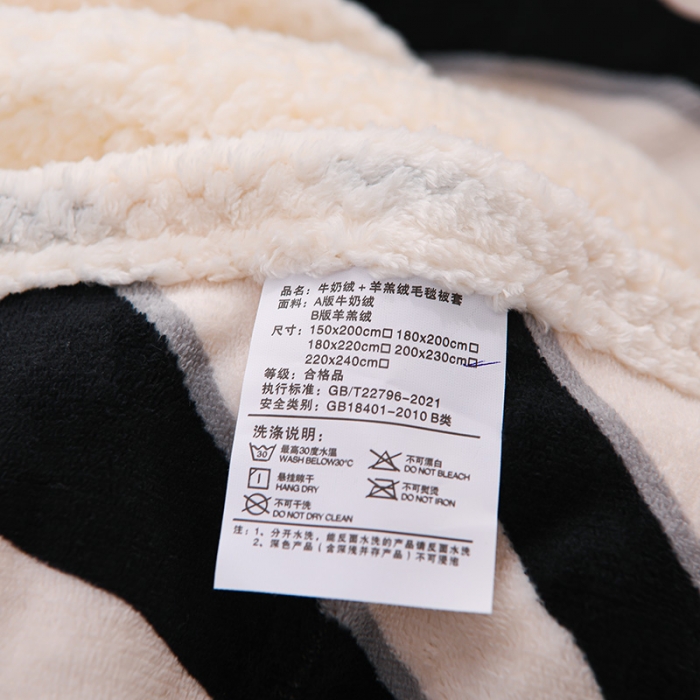 品名：牛奶绒+羊羔绒毛毯被套
面料：A版牛奶绒
B版羊羔绒
尺寸：150x200cm□ 180x200cm□
180x220cm□ 200x230cm☑
220x240cm□
等级：合格品
执行标准：GB/T22796-2021
安全类别：GB18401-2010 B类
洗涤说明：
30 最高30度水温
WASH BELOW30°C
不可漂白
DO NOT BLEACH
悬挂晾干
HANG DRY
不可熨烫
DO NOT IRON
不可干洗
DO NOT DRY CLEAN
注：1、分开水洗，能反面水洗的产品请反面水洗
2、深色产品（含深浅并存产品）不可浸泡